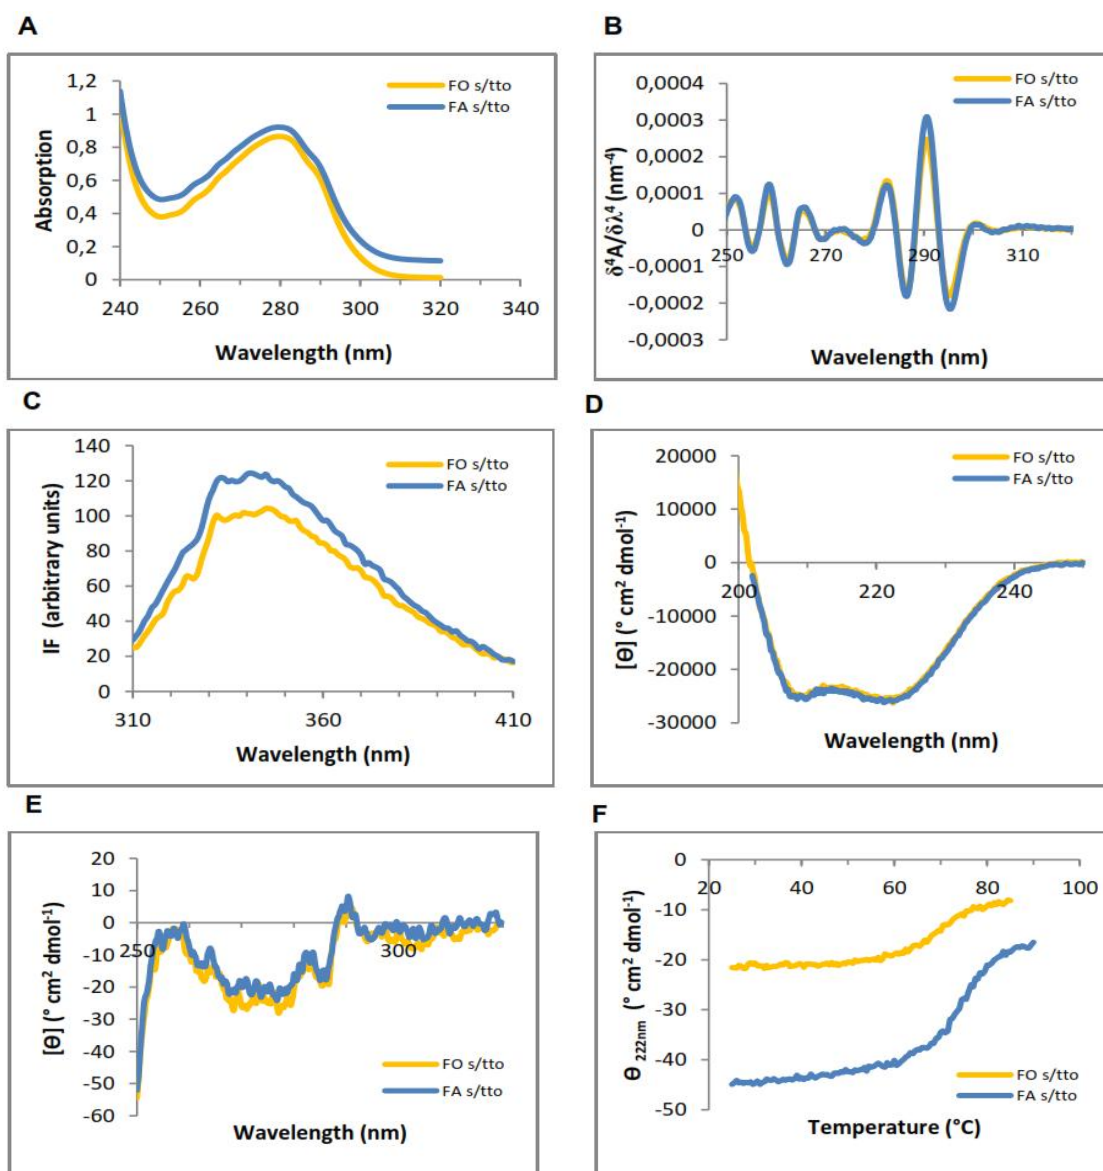 A
Absorption
1,2
1
0,8
0,6
0,4
0,2
0
240
260
280
300
320
340
FO s/tto
FA s/tto
Wavelength (nm)
B
δ⁴A/δλ⁴ (nm⁻⁴)
0,0004
0,0003
0,0002
0,0001
0
-0,0001
-0,0002
-0,0003
250
270
290
310
FO s/tto
FA s/tto
Wavelength (nm)
C
IF (arbitrary units)
140
120
100
80
60
40
20
0
310
360
410
FO s/tto
FA s/tto
Wavelength (nm)
D
[Θ] (° cm² dmol⁻¹)
20000
10000
0
-10000
-20000
-30000
200
220
240
FO s/tto
FA s/tto
Wavelength (nm)
E
[Θ] (° cm² dmol⁻¹)
20
10
0
-10
-20
-30
-40
-50
-60
250
300
FO s/tto
FA s/tto
Wavelength (nm)
F
Θ 222nm (° cm² dmol⁻¹)
0
-10
-20
-30
-40
-50
20
40
60
80
100
FO s/tto
FA s/tto
Temperature (°C)